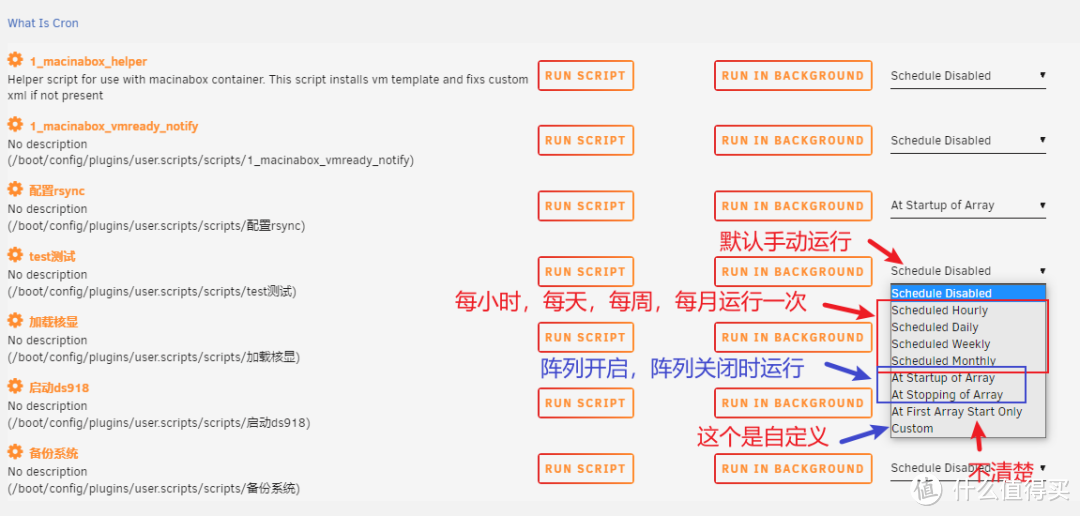 What Is Cron
1_macinabox_helper
Helper script for use with macinabox container. This script installs vm template and fixs custom
xml if not present
RUN SCRIPT
RUN IN BACKGROUND
Schedule Disabled
1_macinabox_vmready_notify
No description
(/boot/config/plugins/user.scripts/scripts/1_macinabox_vmready_notify)
RUN SCRIPT
RUN IN BACKGROUND
Schedule Disabled
配置rsync
No description
(/boot/config/plugins/user.scripts/scripts/配置rsync)
RUN SCRIPT
RUN IN BACKGROUND
At Startup of Array
默认手动运行
test测试
No description
(/boot/config/plugins/user.scripts/scripts/test测试)
RUN SCRIPT
RUN IN BACKGROUND
Schedule Disabled
Schedule Disabled
每小时，每天，每周，每月运行一次
Scheduled Hourly
Scheduled Daily
Scheduled Weekly
Scheduled Monthly
加载核显
No description
(/boot/config/plugins/user.scripts/scripts/加载核显)
RUN SCRIPT
RUN IN BACKGROUND
阵列开启，阵列关闭时运行
At Startup of Array
At Stopping of Array
At First Array Start Only
启动ds918
No description
(/boot/config/plugins/user.scripts/scripts/启动ds918)
RUN SCRIPT
RUN IN BACKGROUND
这个是自定义
Custom
不清楚
备份系统
No description
(/boot/config/plugins/user.scripts/scripts/备份系统)
RUN SCRIPT
RUN IN BACKGROUND
Schedule Disabled
值 什么值得买